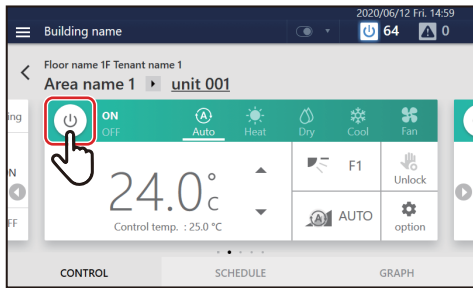 2020/06/12 Fri. 14:59
Building name
64
0
Floor name 1F Tenant name 1
Area name 1 unit 001
ing
ON
OFF
A
Auto
Heat
Dry
Cool
Fan
N
FF
24.0°c
Control temp. : 25.0 °C
F1
Unlock
A
AUTO
option
CONTROL
SCHEDULE
GRAPH